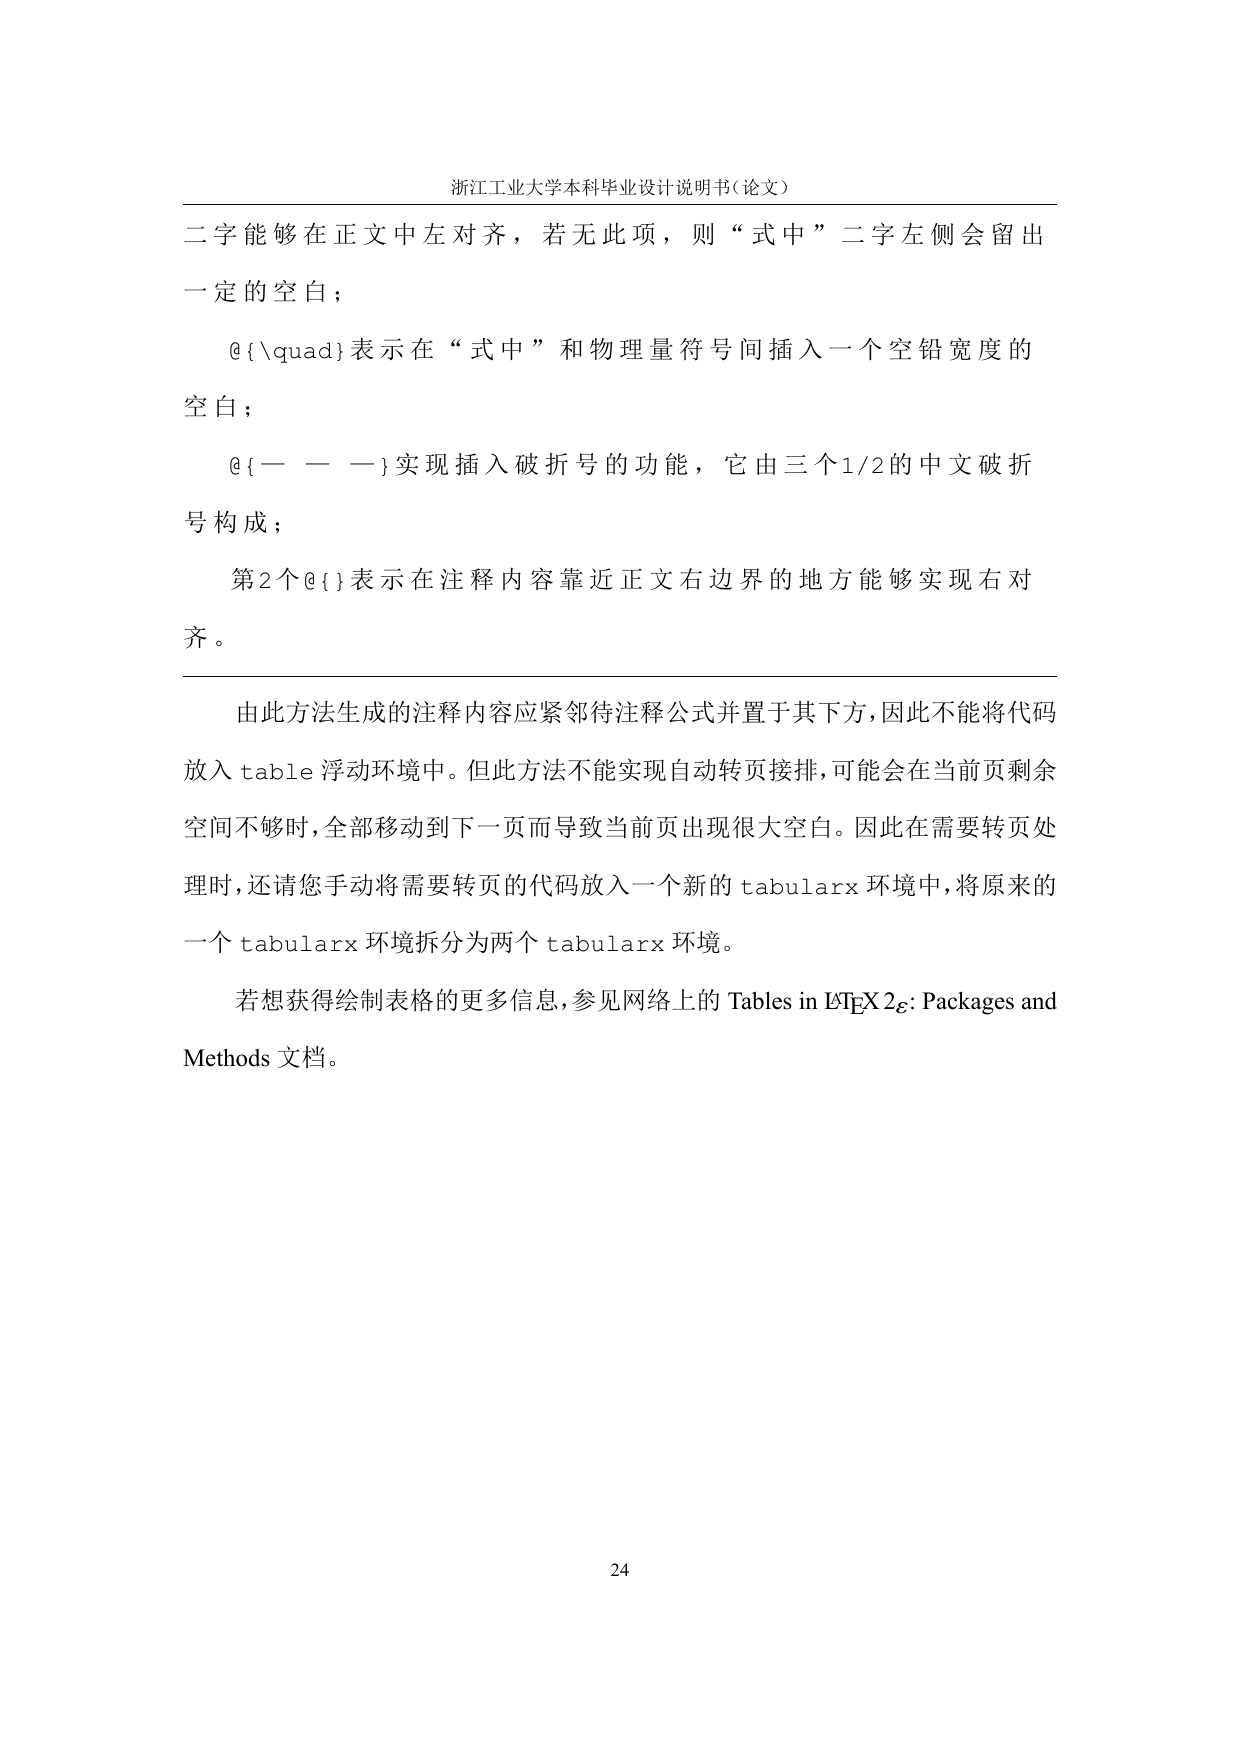 浙江工业大学本科毕业设计说明书（论文）
二字能够在正文中左对齐，若无此项，则“式中”二字左侧会留出
一定的空白；
@{\quad}表示在“式中”和物理量符号间插入一个空铅宽度的
空白；
@{— — —}实现插入破折号的功能，它由三个1/2的中文破折
号构成；
第2个@{}表示在注释内容靠近正文右边界的地方能够实现右对
齐。
由此方法生成的注释内容应紧邻待注释公式并置于其下方，因此不能将代码
放入 table 浮动环境中。但此方法不能实现自动转页接排，可能会在当前页剩余
空间不够时，全部移动到下一页而导致当前页出现很大空白。因此在需要转页处
理时，还请您手动将需要转页的代码放入一个新的 tabularx 环境中，将原来的
一个 tabularx 环境拆分为两个 tabularx 环境。
若想获得绘制表格的更多信息，参见网络上的 Tables in LATEX 2ε: Packages and
Methods 文档。
24